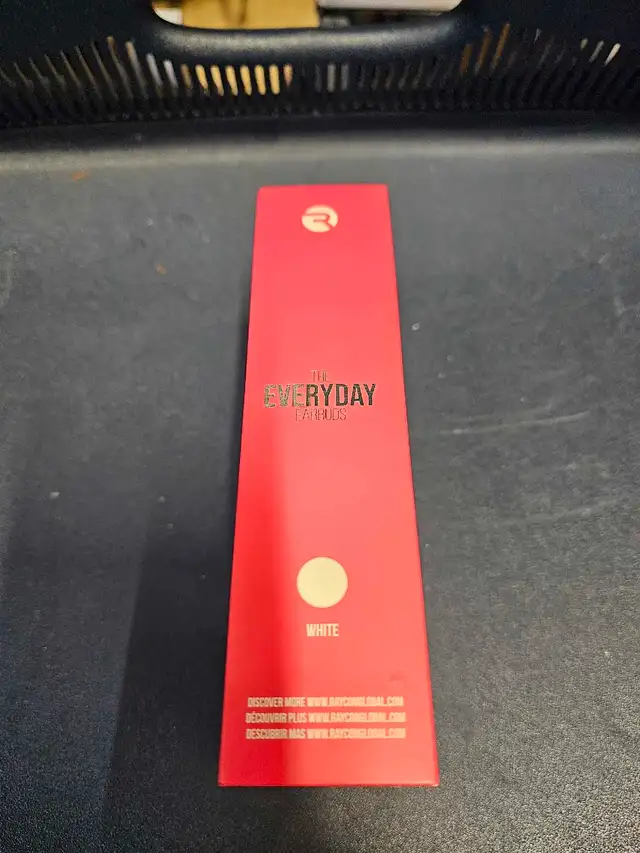 THE
EVERYDAY
EARBUDS
WHITE
DISCOVER MORE WWW.RAYCONGLOBAL.COM
DÉCOUVRIR PLUS WWW.RAYCONGLOBAL.COM
DESCUBRIR MAS WWW.RAYCONGLOBAL.COM